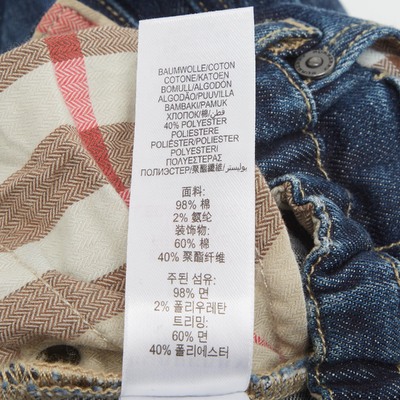 BAUMWOLLE/COTTON
COTONE/KATOEN
BOMULL/ALGODÓN
ALGODÃO/PUUVILLA
BAMBAKI/PAMUK
ХЛОПОК/棉/قطن
40% POLYESTER
POLIESTERE
POLIÉSTER/POLIESTER
POLYESTERI
ΠΟΛΥΕΣΤΕΡΑΣ
ПОЛИЭСТЕР/聚酯纖維/بوليستر
面料:
98% 棉
2% 氨纶
装饰物:
60% 棉
40% 聚酯纤维
주된 섬유:
98% 면
2% 폴리우레탄
트리밍:
60% 면
40% 폴리에스터